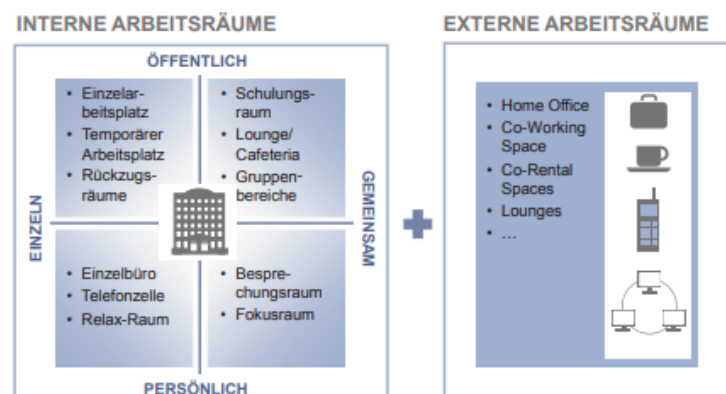 INTERNE ARBEITSRÄUME
ÖFFENTLICH
EINZELN
• Einzelar-
beitsplatz
• Temporärer
Arbeitsplatz
• Rückzugs-
räume
• Schulungs-
raum
• Lounge/
Cafeteria
• Gruppen-
bereiche
• Einzelbüro
• Telefonzelle
• Relax-Raum
• Bespre-
chungsraum
• Fokusraum
GEMEINSAM
PERSÖNLICH
EXTERNE ARBEITSRÄUME
• Home Office
• Co-Working
Space
• Co-Rental
Spaces
• Lounges
• …